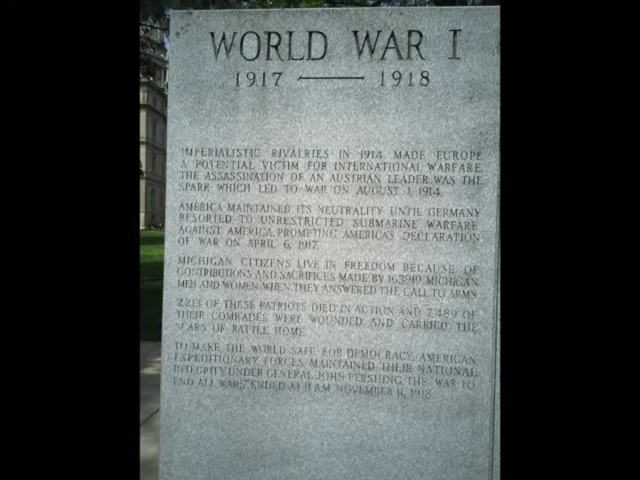 WORLD WAR I
1917 — 1918
IMPERIALISTIC RIVALRIES IN 1914 MADE EUROPE
A POTENTIAL VICTIM FOR INTERNATIONAL WARFARE.
THE ASSASSINATION OF AN AUSTRIAN LEADER WAS THE
SPARK WHICH LED TO WAR ON AUGUST 1, 1914.
AMERICA MAINTAINED ITS NEUTRALITY UNTIL GERMANY
RESORTED TO UNRESTRICTED SUBMARINE WARFARE
AGAINST AMERICA, PROMPTING AMERICA'S DECLARATION
OF WAR ON APRIL 6, 1917.
MICHIGAN CITIZENS LIVE IN FREEDOM BECAUSE OF
CONTRIBUTIONS AND SACRIFICES MADE BY MICHIGAN
MEN AND WOMEN WHEN THEY ANSWERED THE CALL TO ARMS.
2,213 OF THESE PATRIOTS DIED IN ACTION AND 7,489 OF
THEIR COMRADES WERE WOUNDED AND CARRIED THE
SCARS OF BATTLE HOME.
TO MAKE THE WORLD SAFE FOR DEMOCRACY, AMERICAN
EXPEDITIONARY FORCES MAINTAINED THEIR NATIONAL
INTEGRITY UNDER GENERAL JOHN PERSHING. THE "WAR TO
END ALL WARS" ENDED AT 11 AM NOVEMBER 11, 1918.